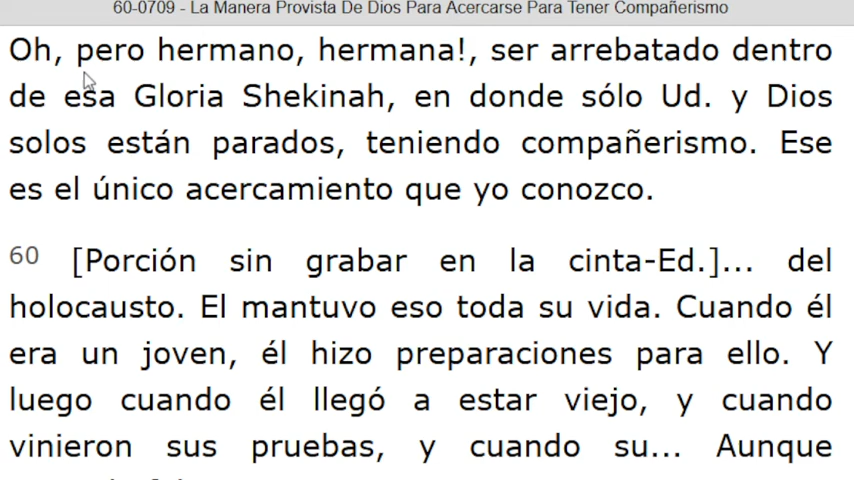 60-0709 - La Manera Provista De Dios Para Acercarse Para Tener Compañerismo
Oh, pero hermano, hermana!, ser arrebatado dentro
de esa Gloria Shekinah, en donde sólo Ud. y Dios
solos están parados, teniendo compañerismo. Ese
es el único acercamiento que yo conozco.
60 [Porción sin grabar en la cinta-Ed.]... del
holocausto. El mantuvo eso toda su vida. Cuando él
era un joven, él hizo preparaciones para ello. Y
luego cuando él llegó a estar viejo, y cuando
vinieron sus pruebas, y cuando su... Aunque